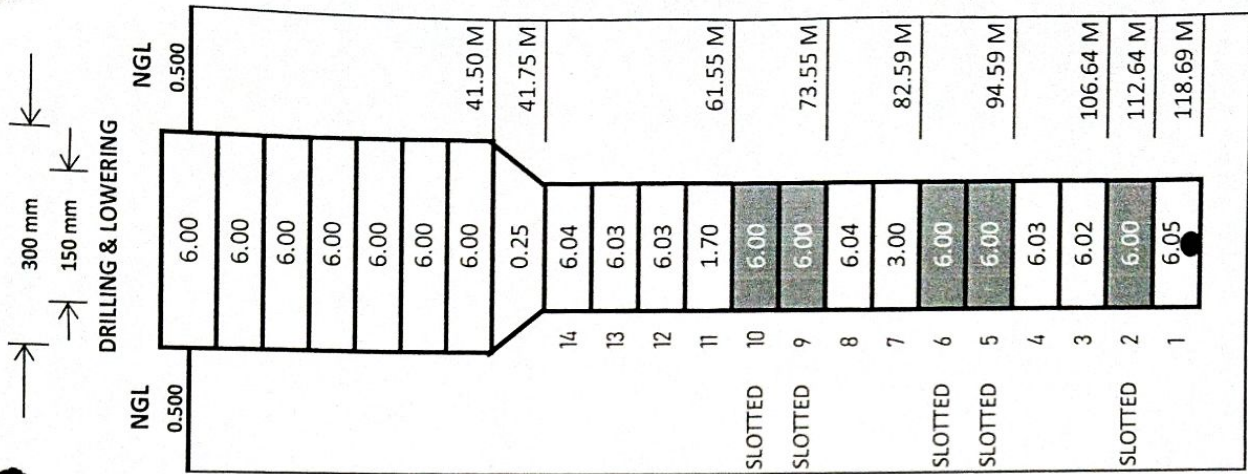 300 mm
150 mm
DRILLING & LOWERING
NGL NGL
0.500 0.500
6.00
6.00
6.00
6.00
6.00
6.00
6.00 41.50 M
0.25 41.75 M
14 6.04
13 6.03
12 6.03
11 1.70 61.55 M
SLOTTED 10 6.00
SLOTTED 9 6.00 73.55 M
8 6.04
7 3.00 82.59 M
SLOTTED 6 6.00
SLOTTED 5 6.00 94.59 M
4 6.03
3 6.02 106.64 M
SLOTTED 2 6.00 112.64 M
1 6.05 118.69 M